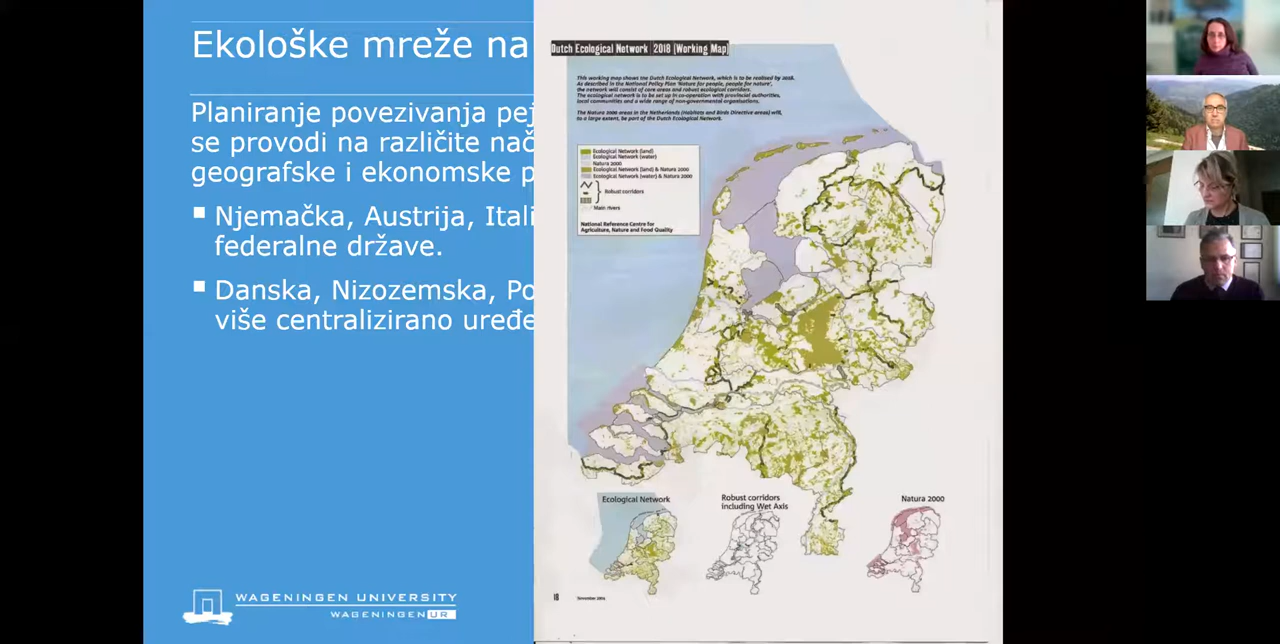 Ekološke mreže na
Planiranje povezivanja pej
se provodi na različite nač
geografske i ekonomske p
Njemačka, Austrija, Itali
federalne države.
Danska, Nizozemska, Po
više centralizirano uređe
WAGENINGEN UNIVERSITY
WAGENINGEN UR
Dutch Ecological Network | 2018 [Working Map]
This working map shows the Dutch Ecological Network, which is to be realised by 2018.
As described in the National Policy Plan 'Nature for people, people for nature',
the network will consist of core areas and robust ecological corridors.
The ecological network is to be set up in co-operation with provincial authorities,
local communities and a wide range of non-governmental organisations.
The Natura 2000 areas in the Netherlands (Habitats and Birds Directive areas) will,
to a large extent, be part of the Dutch Ecological Network.
Ecological Network (land)
Ecological Network (water)
Natura 2000
Ecological Network (land) & Natura 2000
Ecological Network (water) & Natura 2000
Robust corridors
Main rivers
National Reference Centre for
Agriculture, Nature and Food Quality
Ecological Network
Robust corridors
including Wet Axis
Natura 2000
18